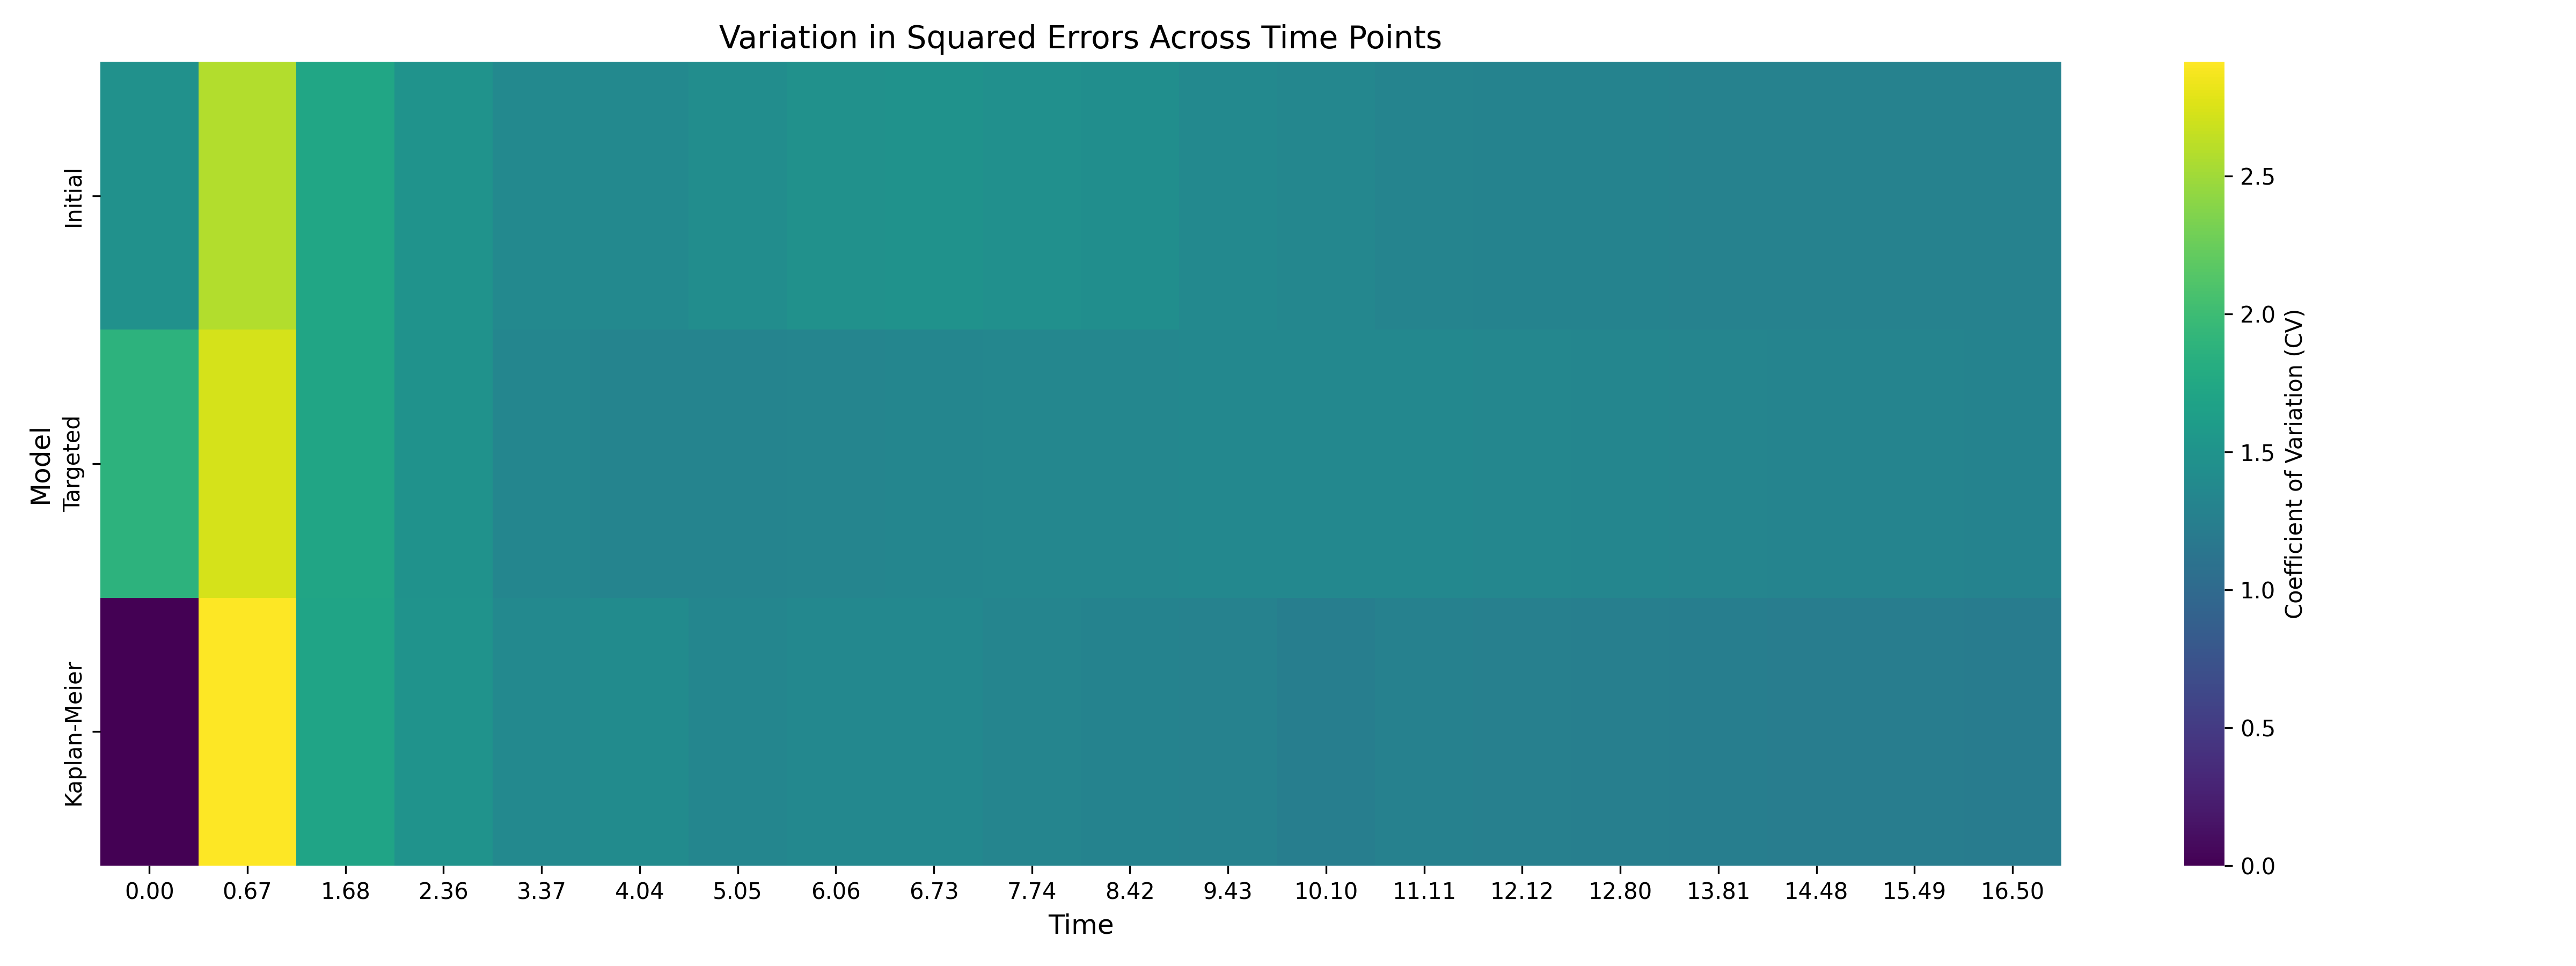 Variation in Squared Errors Across Time Points
Model
Initial
Targeted
Kaplan-Meier
0.00 0.67 1.68 2.36 3.37 4.04 5.05 6.06 6.73 7.74 8.42 9.43 10.10 11.11 12.12 12.80 13.81 14.48 15.49 16.50
Time
2.5
2.0
1.5
1.0
0.5
0.0
Coefficient of Variation (CV)